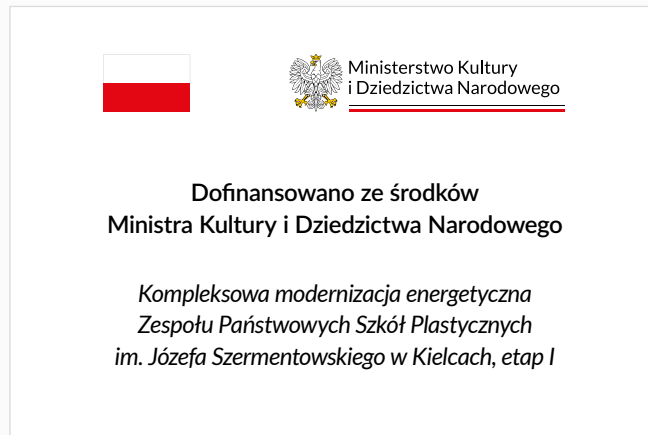 Ministerstwo Kultury
i Dziedzictwa Narodowego
Dofinansowano ze środków
Ministra Kultury i Dziedzictwa Narodowego
Kompleksowa modernizacja energetyczna
Zespołu Państwowych Szkół Plastycznych
im. Józefa Szermentowskiego w Kielcach, etap I